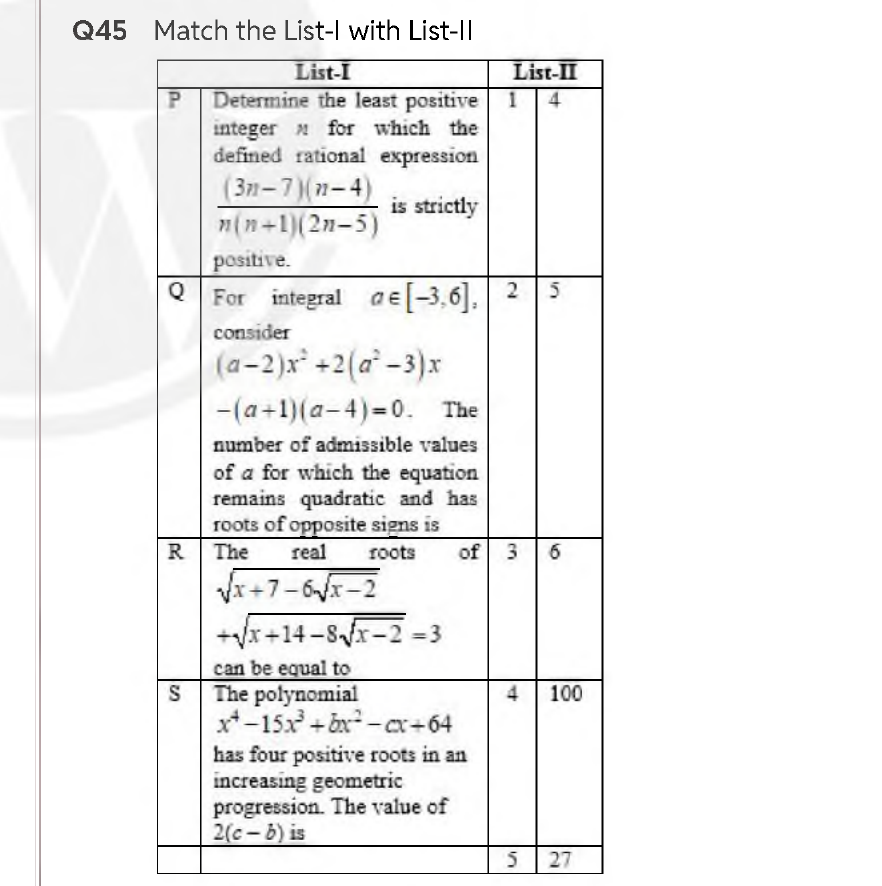 Q45 Match the List-I with List-II
List-I List-II
P Determine the least positive 1 4
integer n for which the
defined rational expression
(3n-7)(n-4)
n(n+1)(2n-5)
is strictly
positive.
Q For integral a∈[-3,6], 2 5
consider
(a-2)x²+2(a²-3)x
-(a+1)(a-4)=0. The
number of admissible values
of a for which the equation
remains quadratic and has
roots of opposite signs is
R The real roots of 3 6
√x+7-6√x-2
+√x+14-8√x-2 =3
can be equal to
S The polynomial 4 100
x⁴-15x³+bx²-cx+64
has four positive roots in an
increasing geometric
progression. The value of
2(c-b) is
5 27